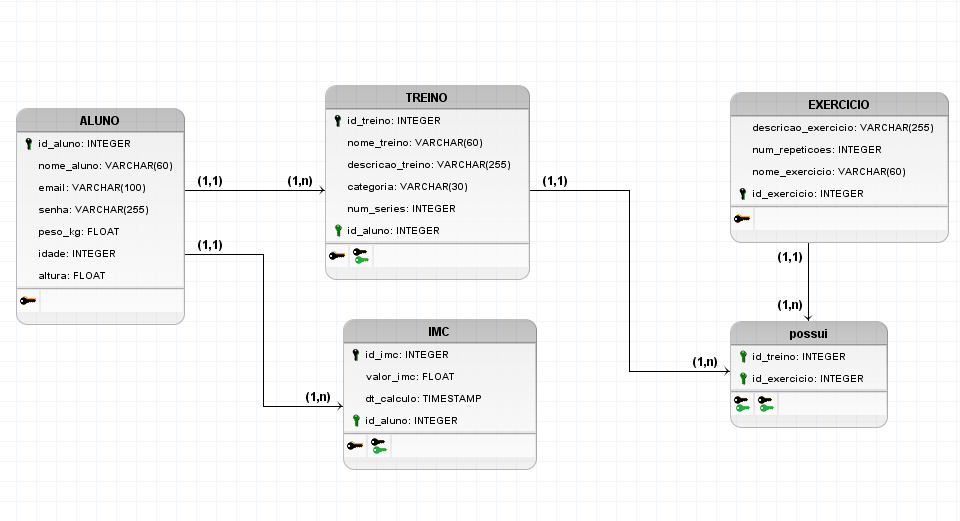 ALUNO
id_aluno: INTEGER
nome_aluno: VARCHAR(60)
email: VARCHAR(100)
senha: VARCHAR(255)
peso_kg: FLOAT
idade: INTEGER
altura: FLOAT
(1,1)
(1,n)
(1,1)
(1,n)
TREINO
id_treino: INTEGER
nome_treino: VARCHAR(60)
descricao_treino: VARCHAR(255)
categoria: VARCHAR(30)
num_series: INTEGER
id_aluno: INTEGER
(1,1)
(1,n)
IMC
id_imc: INTEGER
valor_imc: FLOAT
dt_calculo: TIMESTAMP
id_aluno: INTEGER
EXERCICIO
descricao_exercicio: VARCHAR(255)
num_repeticoes: INTEGER
nome_exercicio: VARCHAR(60)
id_exercicio: INTEGER
(1,1)
(1,n)
possui
id_treino: INTEGER
id_exercicio: INTEGER